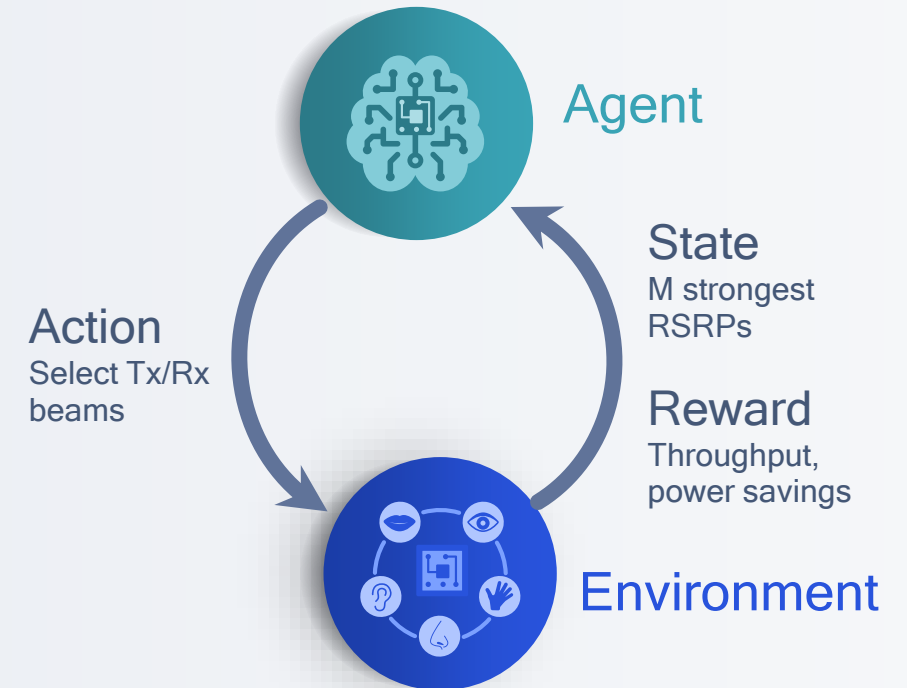 Agent
State
M strongest
RSRPs
Action
Select Tx/Rx
beams
Reward
Throughput,
power savings
Environment